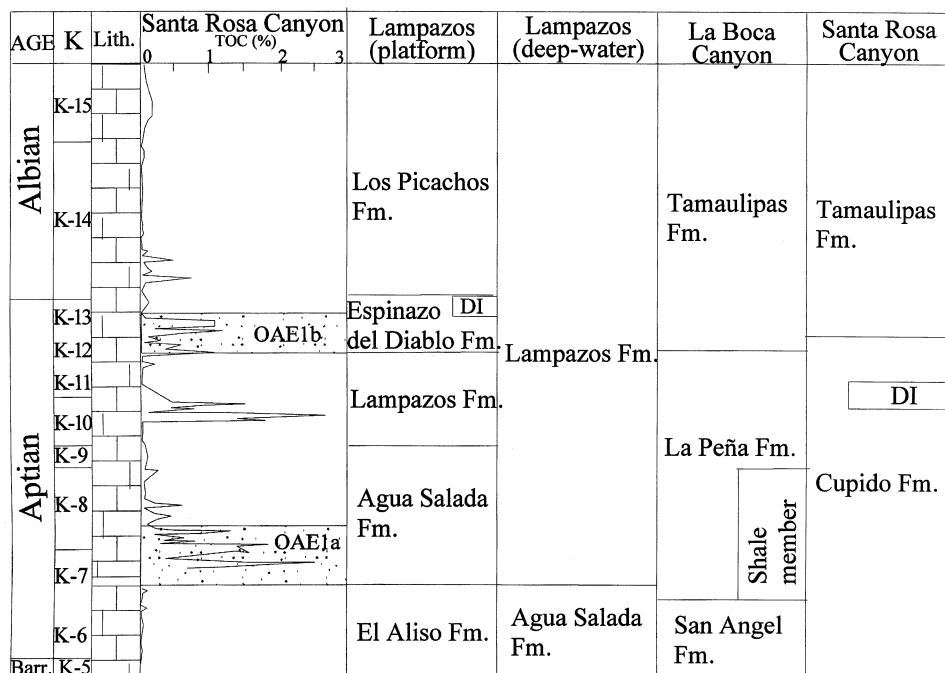 AGE
K
Lith.
Santa Rosa Canyon
TOC (%)
0 1 2 3
Lampazos
(platform)
Lampazos
(deep-water)
La Boca
Canyon
Santa Rosa
Canyon
Albian
Aptian
Barr.
K-15
K-14
K-13
K-12
K-11
K-10
K-9
K-8
K-7
K-6
K-5
OAE1b
OAE1a
Los Picachos
Fm.
Espinazo
DI
del Diablo Fm.
Lampazos Fm.
Agua Salada
Fm.
El Aliso Fm.
Lampazos Fm.
Agua Salada
Fm.
Tamaulipas
Fm.
La Peña Fm.
Shale
member
San Angel
Fm.
Tamaulipas
Fm.
DI
Cupido Fm.